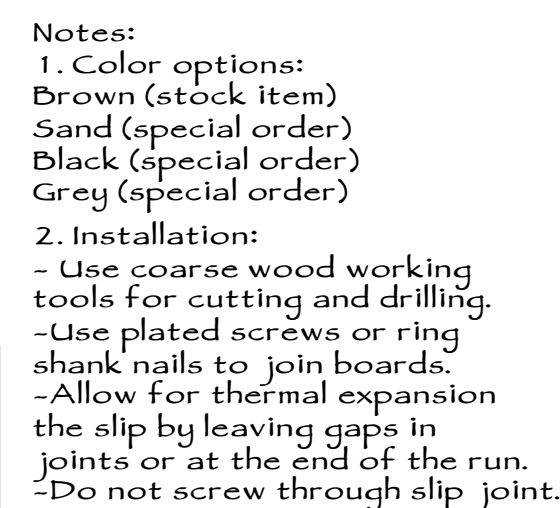 Notes:
1. Color options:
Brown (stock item)
Sand (special order)
Black (special order)
Grey (special order)
2. Installation:
- Use coarse wood working
tools for cutting and drilling.
-Use plated screws or ring
shank nails to join boards.
-Allow for thermal expansion
the slip by leaving gaps in
joints or at the end of the run.
-Do not screw through slip joint.